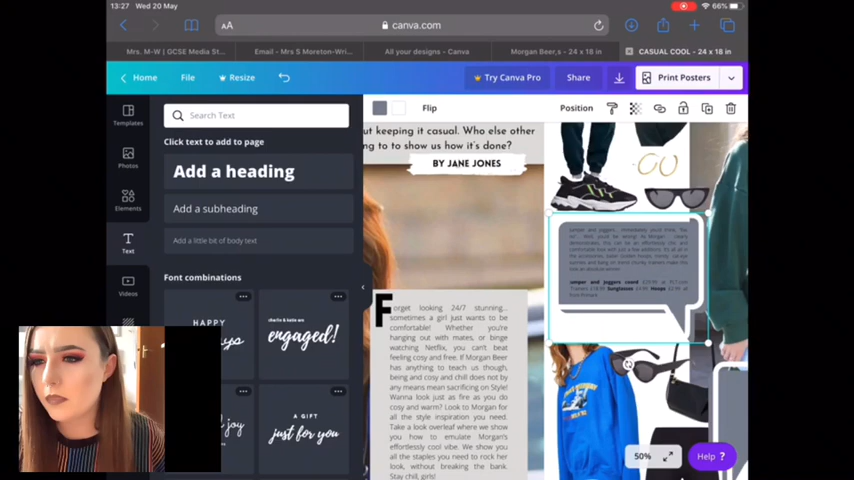 13:27 Wed 20 May
66%
AA
canva.com
Mrs. M-W | GCSE Media St...
Email - Mrs S Moreton-Wri...
All your designs - Canva
Morgan Beer,s - 24 x 18 in
CASUAL COOL - 24 x 18 in
Home
File
Resize
Try Canva Pro
Share
Print Posters
Templates
Photos
Elements
Text
Videos
Search Text
Click text to add to page
Add a heading
Add a subheading
Add a little bit of body text
Font combinations
HAPPY
charlie & katie are
engaged!
joy
A GIFT
just for you
Flip
Position
ut keeping it casual. Who else other
ng to to show us how it's done?
BY JANE JONES
Forget looking 24/7 stunning...
sometimes a girl just wants to be
comfortable! Whether you're
hanging out with mates, or binge
watching Netflix, you can't beat
feeling cosy and free. If Morgan Beer
has anything to teach us though,
being and cosy and chill does not by
any means mean sacrificing on Style!
Wanna look just as fire as you do
cosy and warm? Look to Morgan for
all the style inspiration you need.
Take a look overleaf where we show
you how to emulate Morgan's
effortlessly cool vibe. We show you
all the staples you need to rock her
look, without breaking the bank.
Stay chill, girls!
50%
Help ?